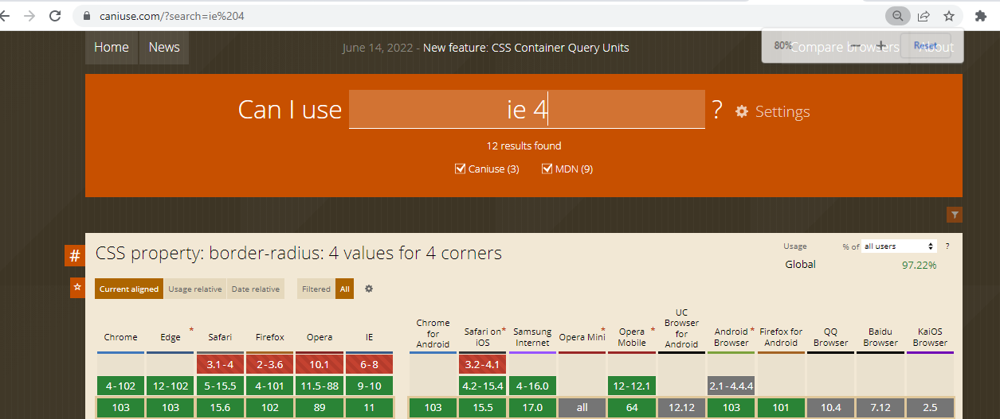 caniuse.com/?search=ie%204
Home News June 14, 2022 - New feature: CSS Container Query Units Compare browsers About
80% − + Reset
Can I use ie 4 ? Settings
12 results found
Caniuse (3) MDN (9)
# CSS property: border-radius: 4 values for 4 corners
Usage % of all users ?
Global 97.22%
Current aligned Usage relative Date relative Filtered All
Chrome Edge * Safari Firefox Opera IE Chrome for Android Safari on iOS * Samsung Internet Opera Mini * Opera Mobile * UC Browser for Android Android Browser * Firefox for Android QQ Browser Baidu Browser KaiOS Browser
3.1-4 2-3.6 10.1 6-8 3.2-4.1
4-102 12-102 5-15.5 4-101 11.5-88 9-10 4.2-15.4 4-16.0 12-12.1 2.1-4.4.4
103 103 15.6 102 89 11 103 15.5 17.0 all 64 12.12 103 101 10.4 7.12 2.5